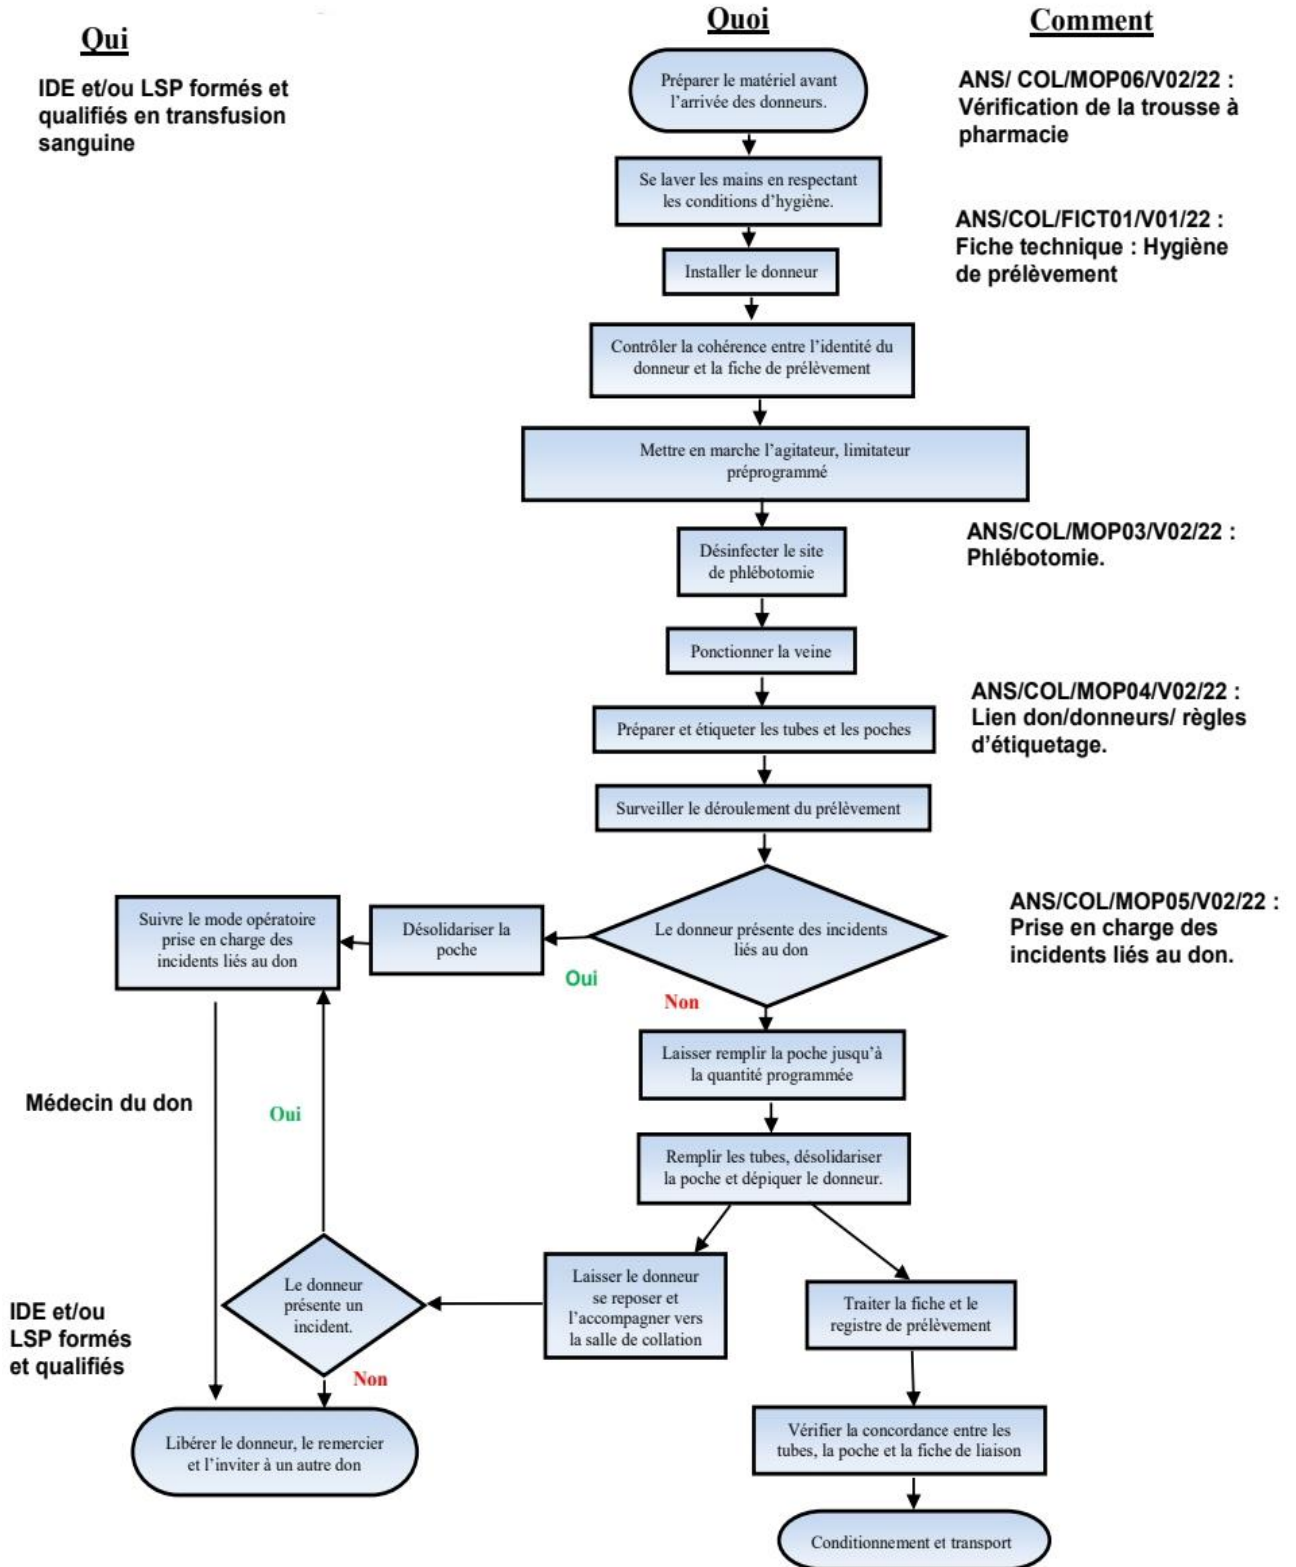 Qui
Quoi
Comment
IDE et/ou LSP formés et
qualifiés en transfusion
sanguine
Préparer le matériel avant
l'arrivée des donneurs.
ANS/ COL/MOP06/V02/22 :
Vérification de la trousse à
pharmacie
Se laver les mains en respectant
les conditions d'hygiène.
ANS/COL/FICT01/V01/22 :
Fiche technique : Hygiène
de prélèvement
Installer le donneur
Contrôler la cohérence entre l'identité du
donneur et la fiche de prélèvement
Mettre en marche l'agitateur, limitateur
préprogrammé
Désinfecter le site
de phlébotomie
ANS/COL/MOP03/V02/22 :
Phlébotomie.
Ponctionner la veine
Préparer et étiqueter les tubes et les poches
ANS/COL/MOP04/V02/22 :
Lien don/donneurs/ règles
d'étiquetage.
Surveiller le déroulement du prélèvement
Le donneur présente des incidents
liés au don
ANS/COL/MOP05/V02/22 :
Prise en charge des
incidents liés au don.
Oui
Non
Désolidariser la
poche
Suivre le mode opératoire
prise en charge des
incidents liés au don
Laisser remplir la poche jusqu'à
la quantité programmée
Médecin du don
Oui
Remplir les tubes, désolidariser
la poche et dépiquer le donneur.
Laisser le donneur
se reposer et
l'accompagner vers
la salle de collation
Traiter la fiche et le
registre de prélèvement
Le donneur
présente un
incident.
IDE et/ou
LSP formés
et qualifiés
Non
Libérer le donneur, le remercier
et l'inviter à un autre don
Vérifier la concordance entre les
tubes, la poche et la fiche de liaison
Conditionnement et transport